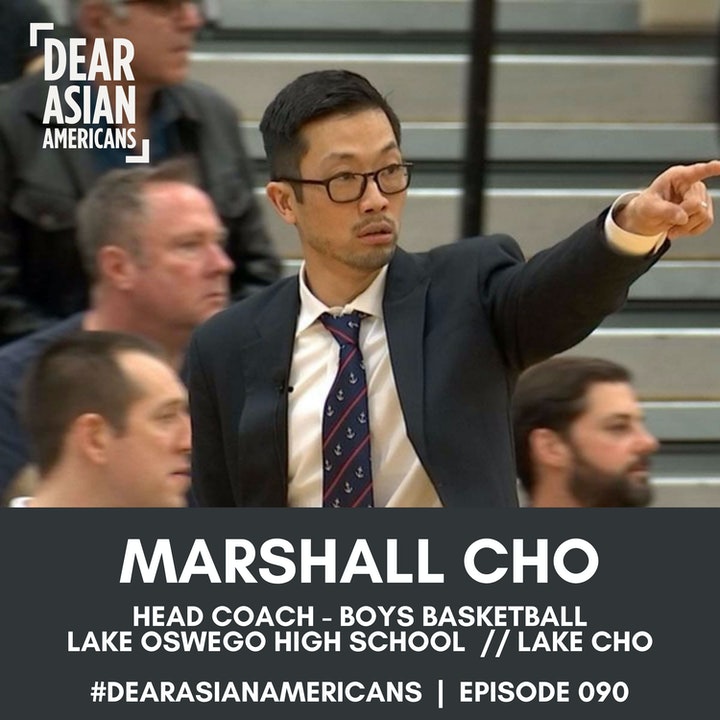 DEAR
ASIAN
AMERICANS
MARSHALL CHO
HEAD COACH - BOYS BASKETBALL
LAKE OSWEGO HIGH SCHOOL // LAKE CHO
#DEARASIANAMERICANS | EPISODE 090